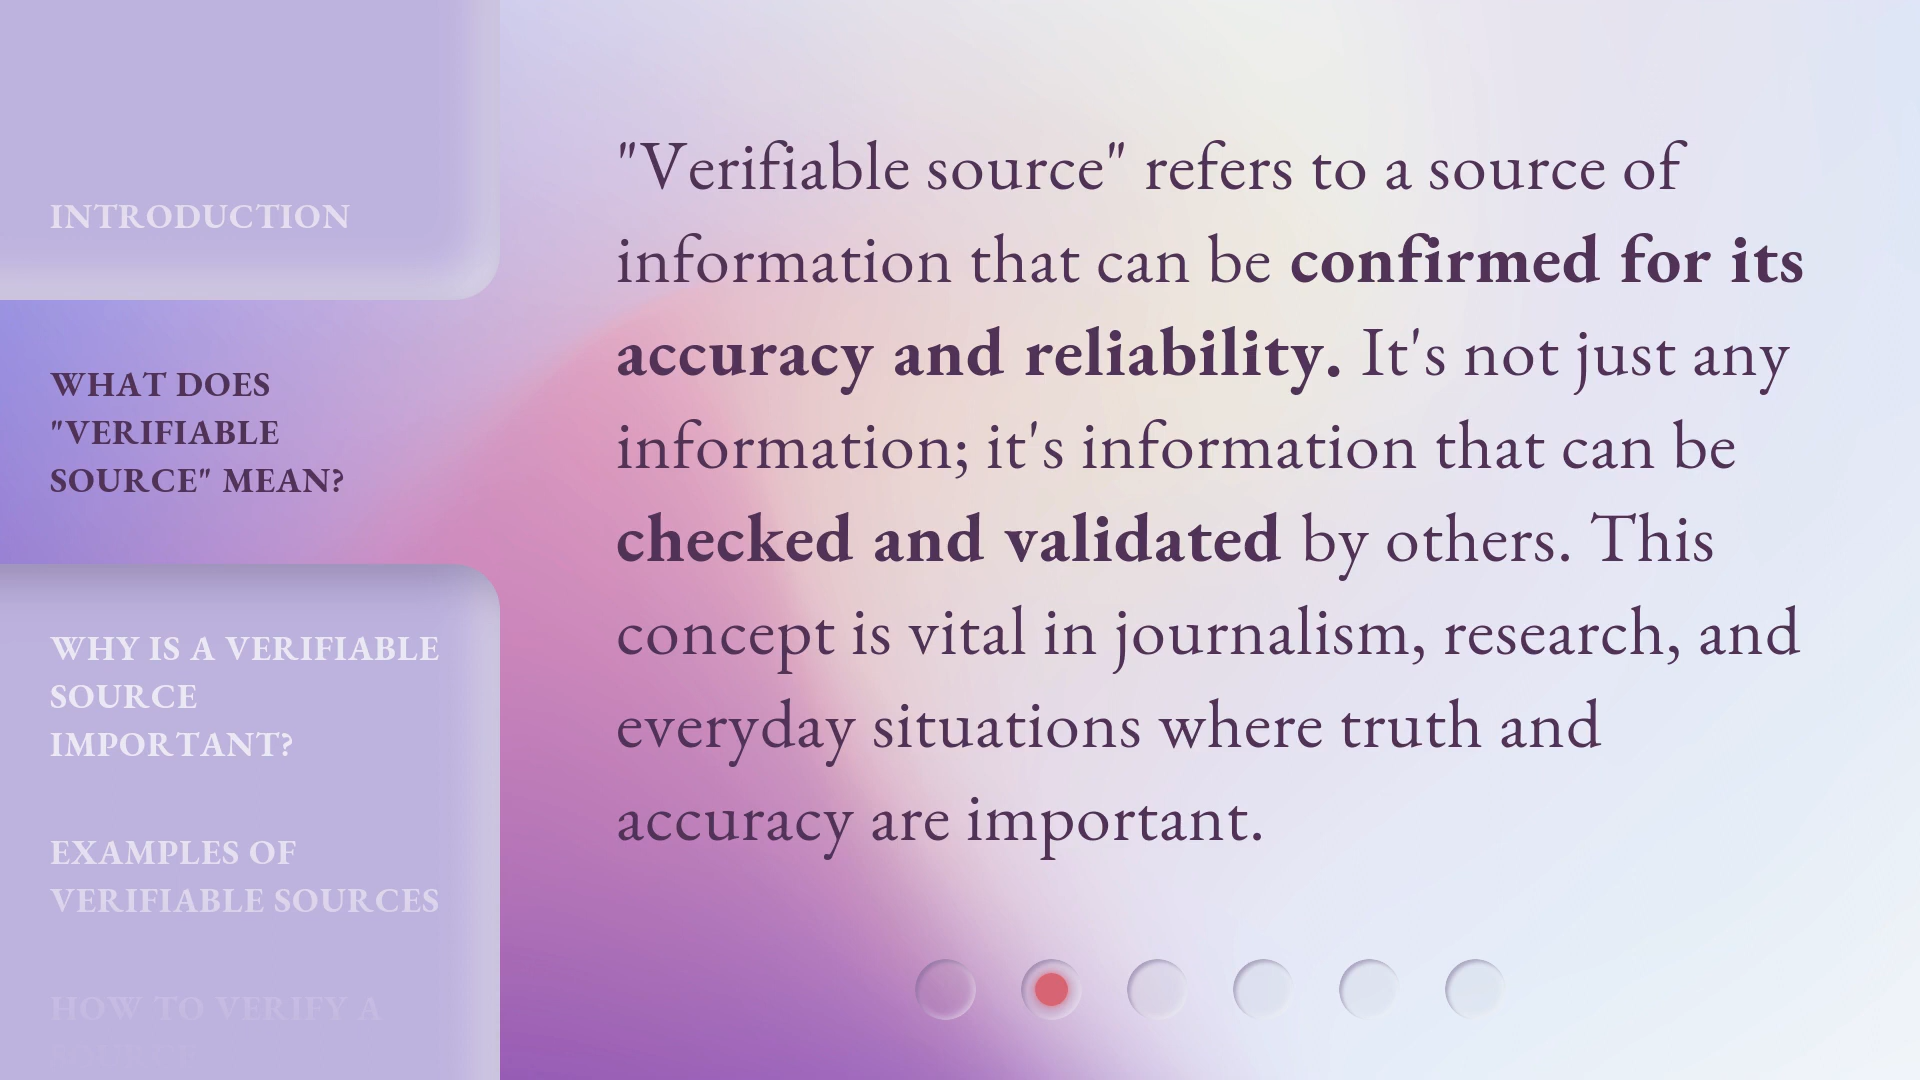 INTRODUCTION
WHAT DOES
"VERIFIABLE
SOURCE" MEAN?
WHY IS A VERIFIABLE
SOURCE
IMPORTANT?
EXAMPLES OF
VERIFIABLE SOURCES
HOW TO VERIFY A
SOURCE
"Verifiable source" refers to a source of
information that can be confirmed for its
accuracy and reliability. It's not just any
information; it's information that can be
checked and validated by others. This
concept is vital in journalism, research, and
everyday situations where truth and
accuracy are important.